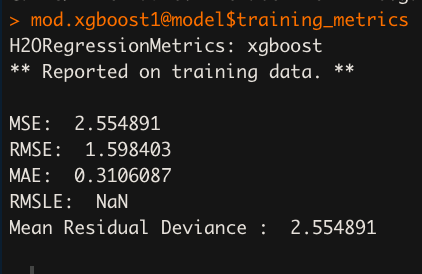 > mod.xgboost1@model$training_metrics
H2ORegressionMetrics: xgboost
** Reported on training data. **
MSE:  2.554891
RMSE:  1.598403
MAE:  0.3106087
RMSLE:  NaN
Mean Residual Deviance :  2.554891